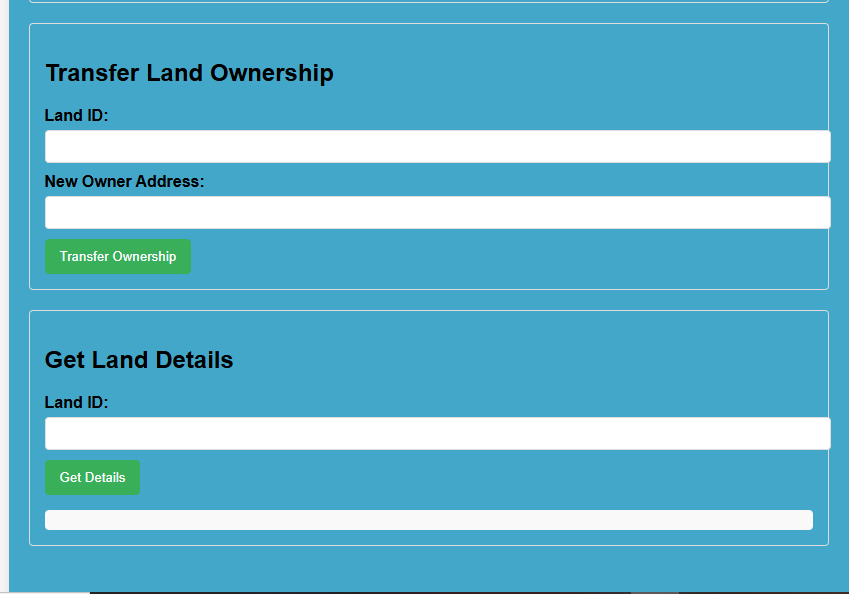 Transfer Land Ownership
Land ID:
New Owner Address:
Transfer Ownership
Get Land Details
Land ID:
Get Details